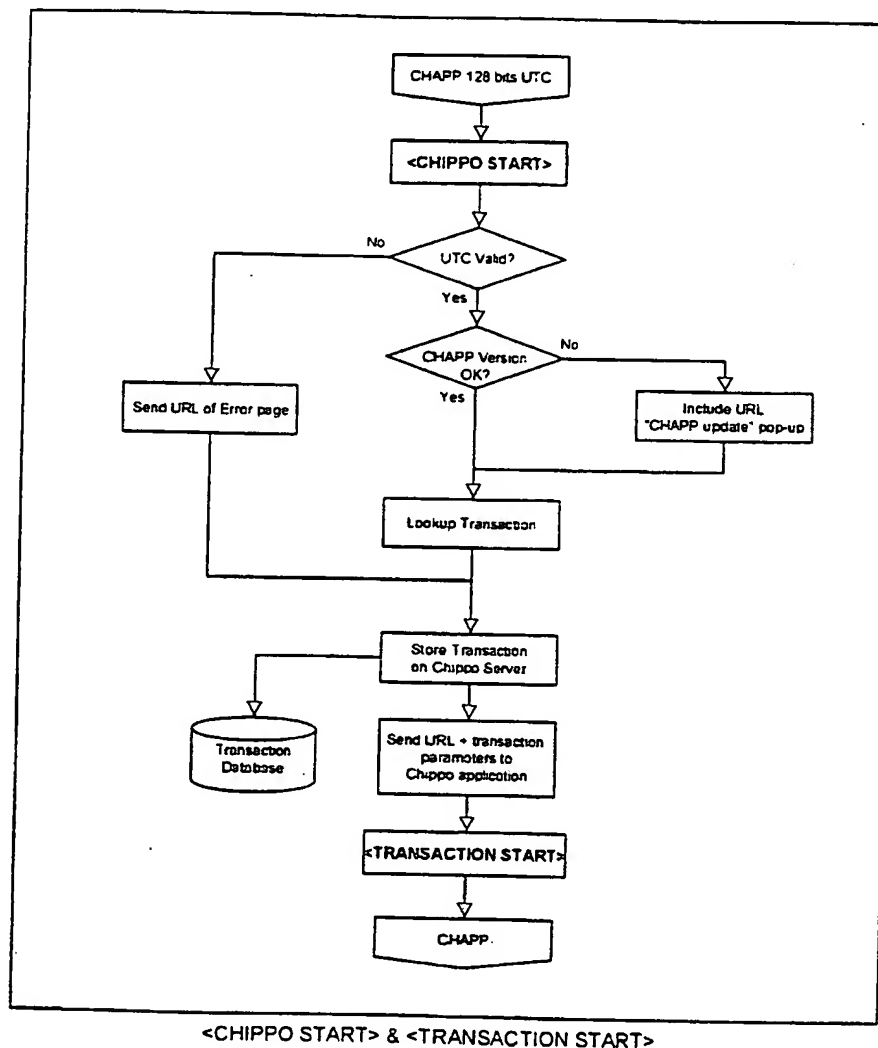 CHAPP 128 bits UTC
<CHIPPO START>
No
UTC Valid?
Yes
No
CHAPP Version
OK?
Yes
Send URL of Error page
Include URL
"CHAPP update" pop-up
Lookup Transaction
Store Transaction
on Chippo Server
Transaction
Database
Send URL + transaction
parameters to
Chippo application
<TRANSACTION START>
CHAPP
<CHIPPO START> & <TRANSACTION START>